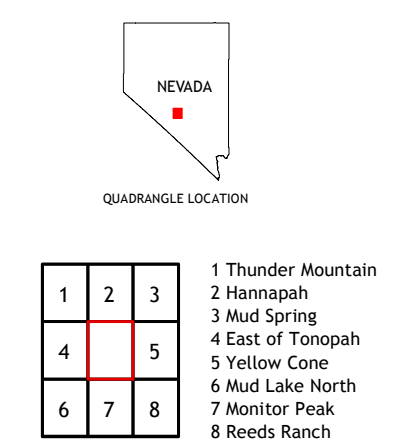 NEVADA
QUADRANGLE LOCATION
1 2 3
4 5
6 7 8
1 Thunder Mountain
2 Hannapah
3 Mud Spring
4 East of Tonopah
5 Yellow Cone
6 Mud Lake North
7 Monitor Peak
8 Reeds Ranch